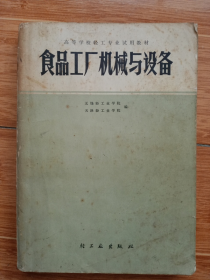 高等学校轻工专业试用教材
食品工厂机械与设备
无锡轻工业学院
天津轻工业学院
编
轻工业出版社